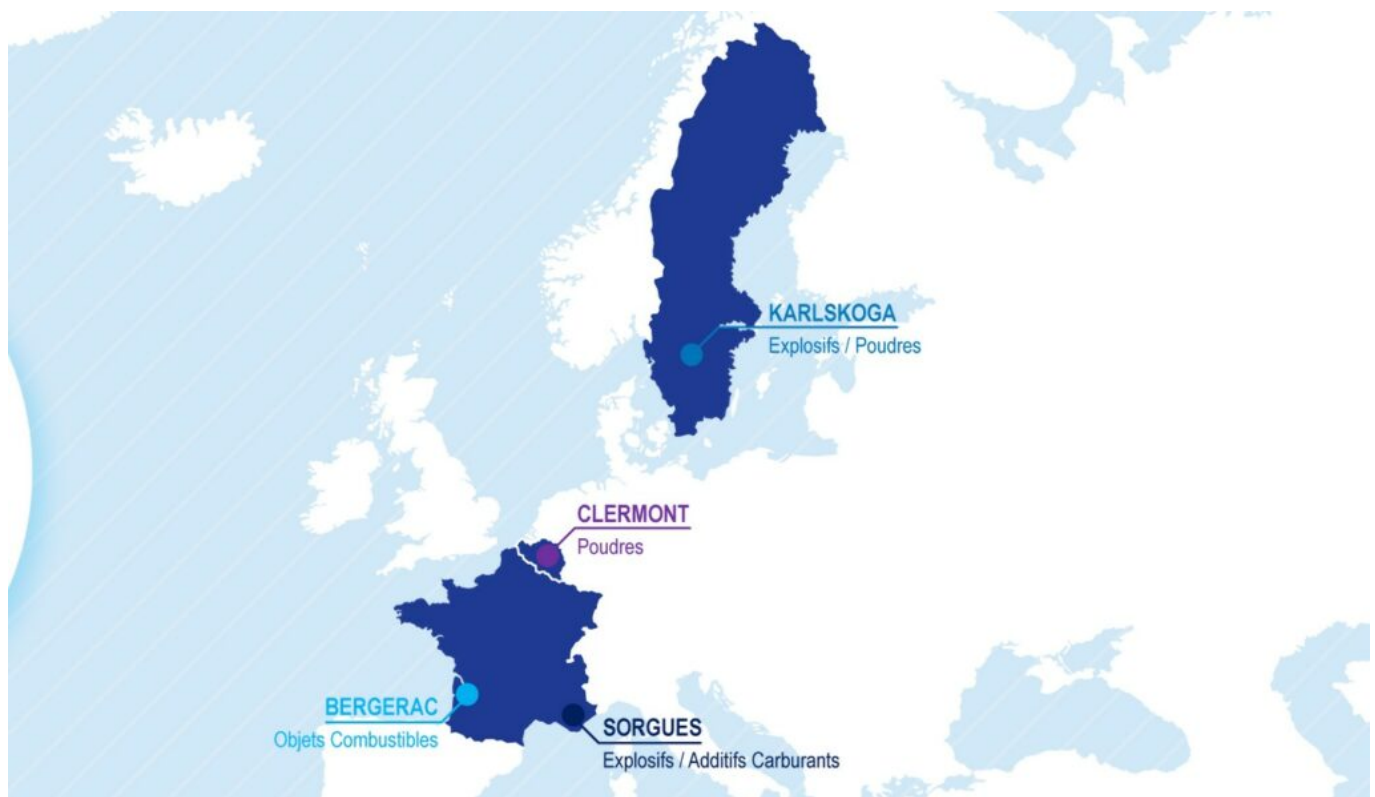 KARLSKOGA
Explosifs / Poudres
CLERMONT
Poudres
BERGERAC
Objets Combustibles
SORGUES
Explosifs / Additifs Carburants